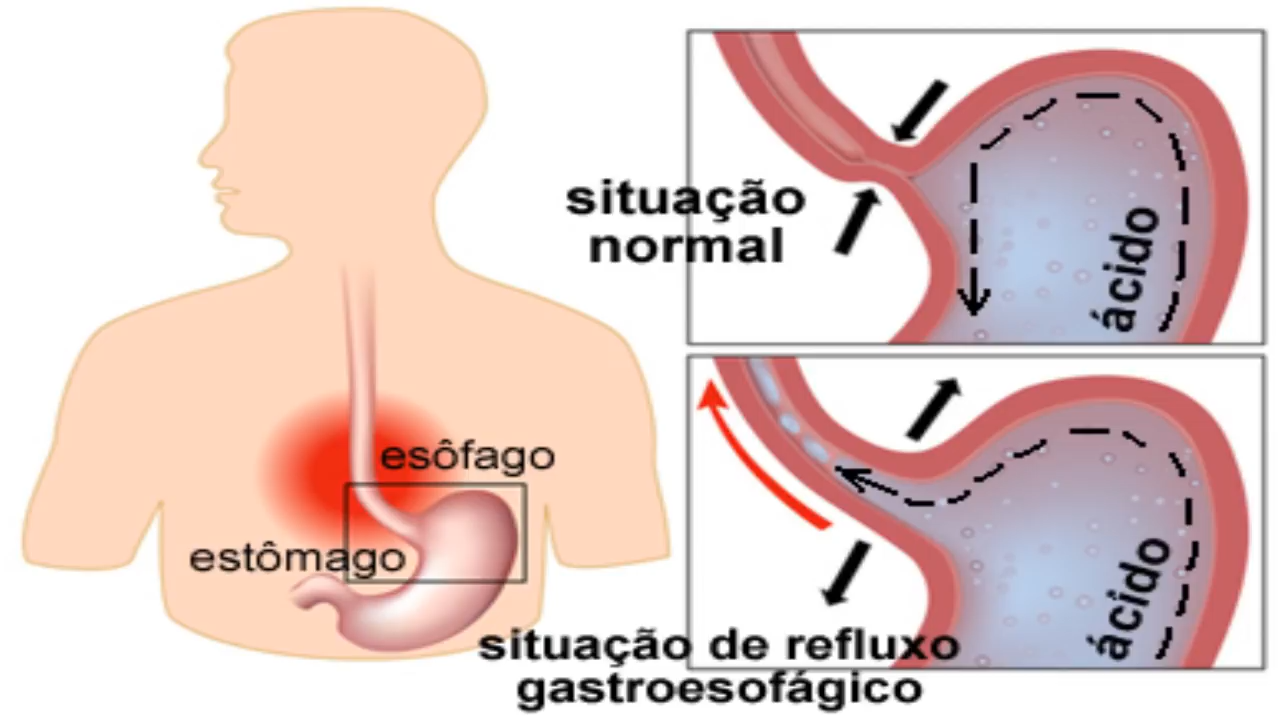 situação
normal
ácido
esôfago
estômago
ácido
situação de refluxo
gastroesofágico